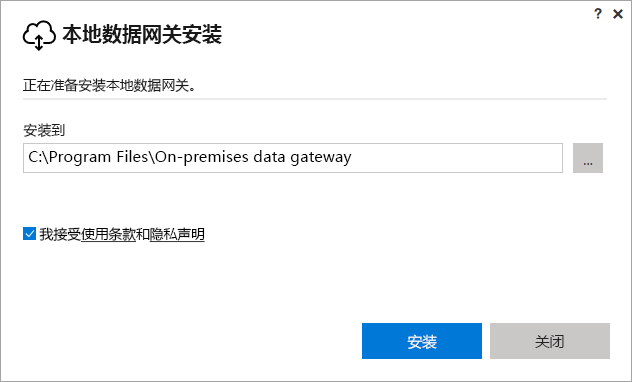 ? ×
本地数据网关安装
正在准备安装本地数据网关。
安装到
C:\Program Files\On-premises data gateway
...
我接受使用条款和隐私声明
安装 关闭